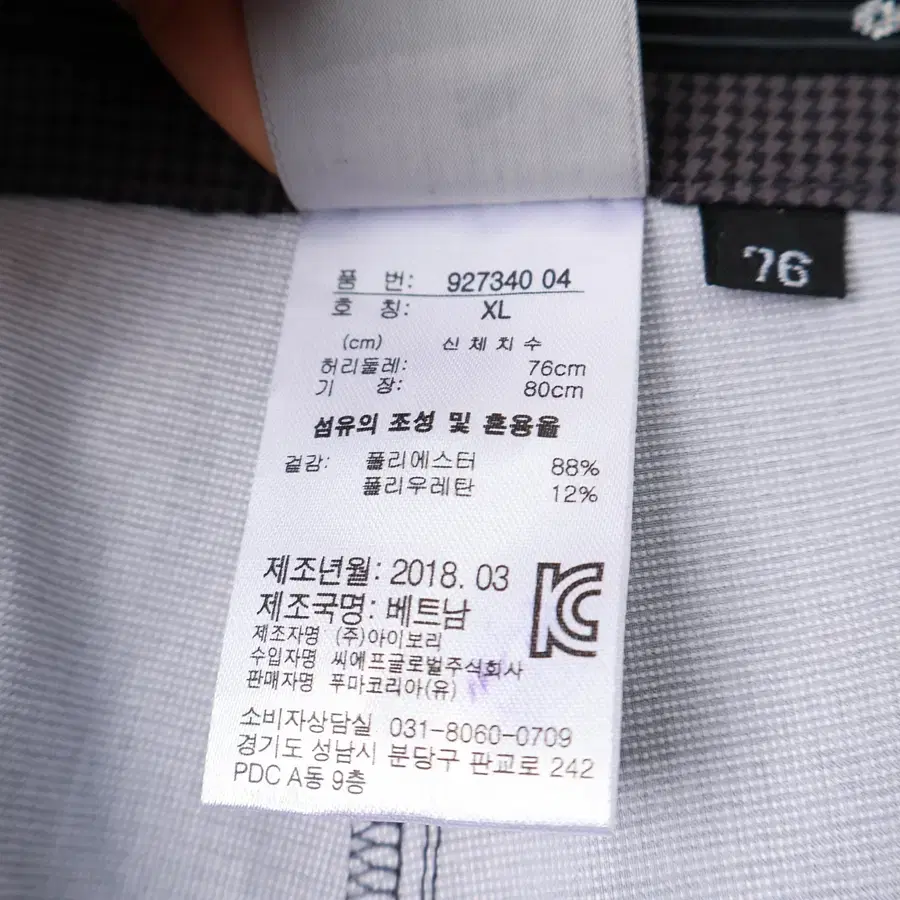 76
품 번: 927340 04
호 칭: XL
(cm) 신체치수
허리둘레: 76cm
기 장: 80cm
섬유의 조성 및 혼용율
겉감: 폴리에스터 88%
폴리우레탄 12%
제조년월: 2018. 03
제조국명: 베트남
제조자명 (주)아이보리
수입자명 씨에프글로벌주식회사
판매자명 푸마코리아(유)
소비자상담실 031-8060-0709
경기도 성남시 분당구 판교로 242
PDC A동 9층